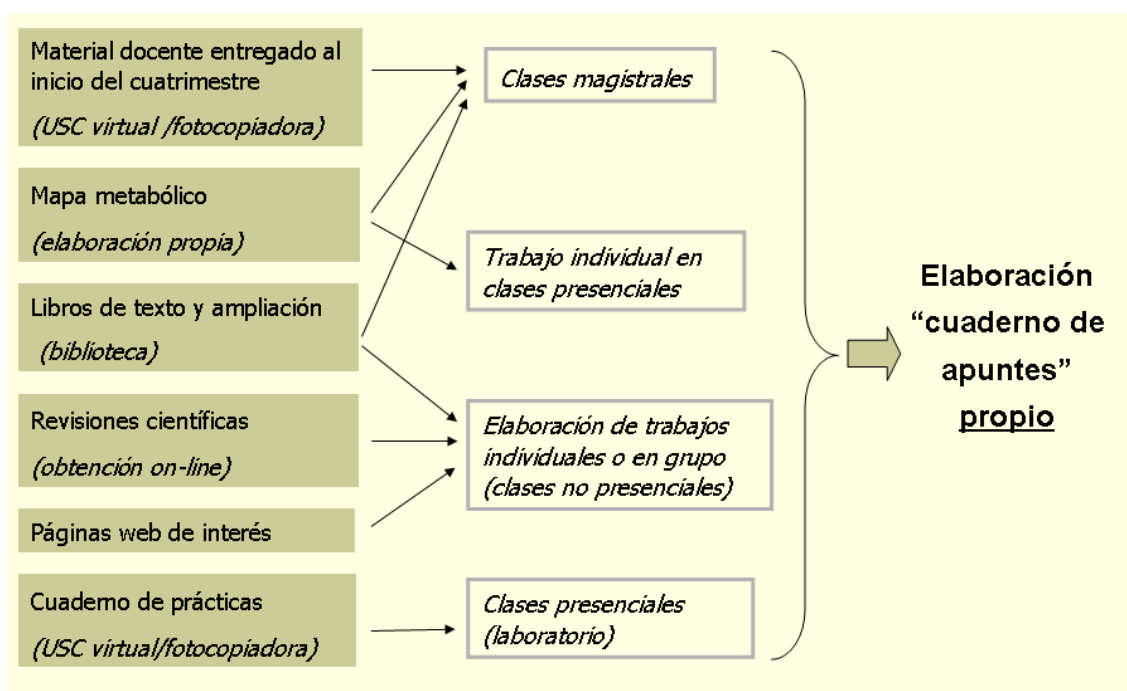 Material docente entregado al
inicio del cuatrimestre
(USC virtual /fotocopiadora)
Mapa metabólico
(elaboración propia)
Libros de texto y ampliación
(biblioteca)
Revisiones científicas
(obtención on-line)
Páginas web de interés
Cuaderno de prácticas
(USC virtual/fotocopiadora)
Clases magistrales
Trabajo individual en
clases presenciales
Elaboración de trabajos
individuales o en grupo
(clases no presenciales)
Clases presenciales
(laboratorio)
Elaboración
“cuaderno de
apuntes”
propio